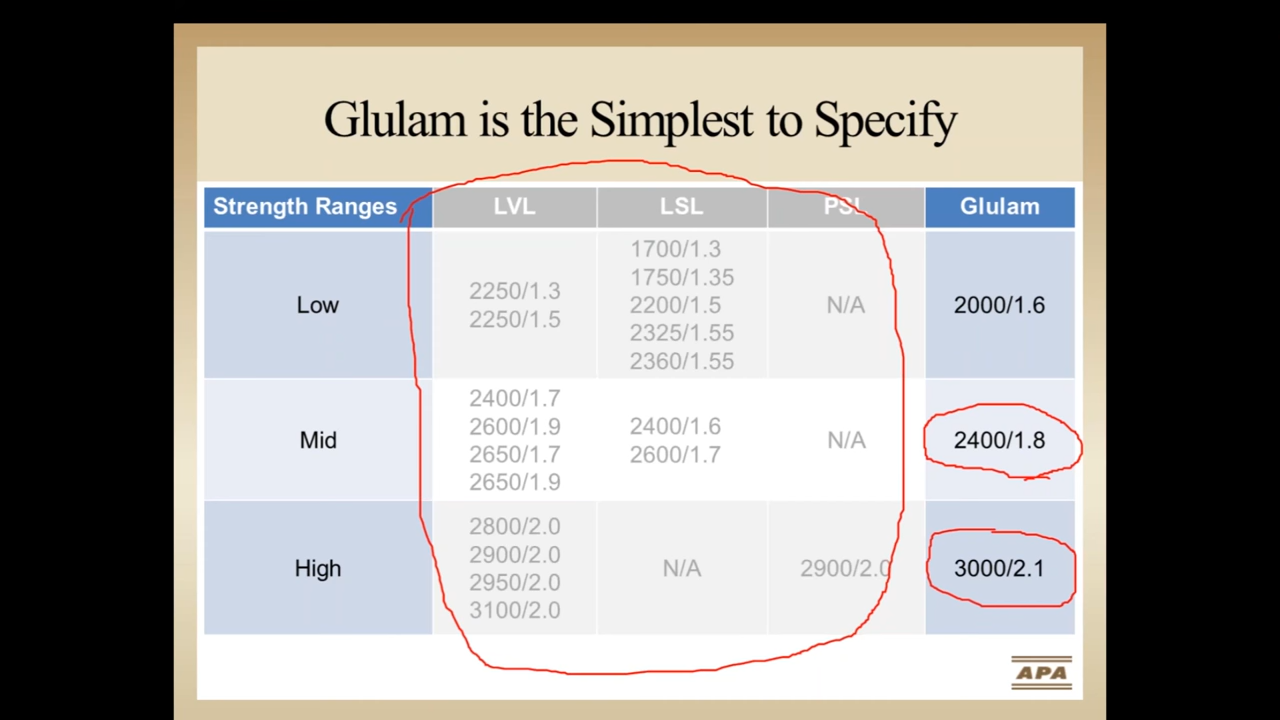 Glulam is the Simplest to Specify
Strength Ranges LVL LSL PSL Glulam
Low
2250/1.3
2250/1.5
1700/1.3
1750/1.35
2200/1.5
2325/1.55
2360/1.55
N/A
2000/1.6
Mid
2400/1.7
2600/1.9
2650/1.7
2650/1.9
2400/1.6
2600/1.7
N/A
2400/1.8
High
2800/2.0
2900/2.0
2950/2.0
3100/2.0
N/A
2900/2.0
3000/2.1
APA